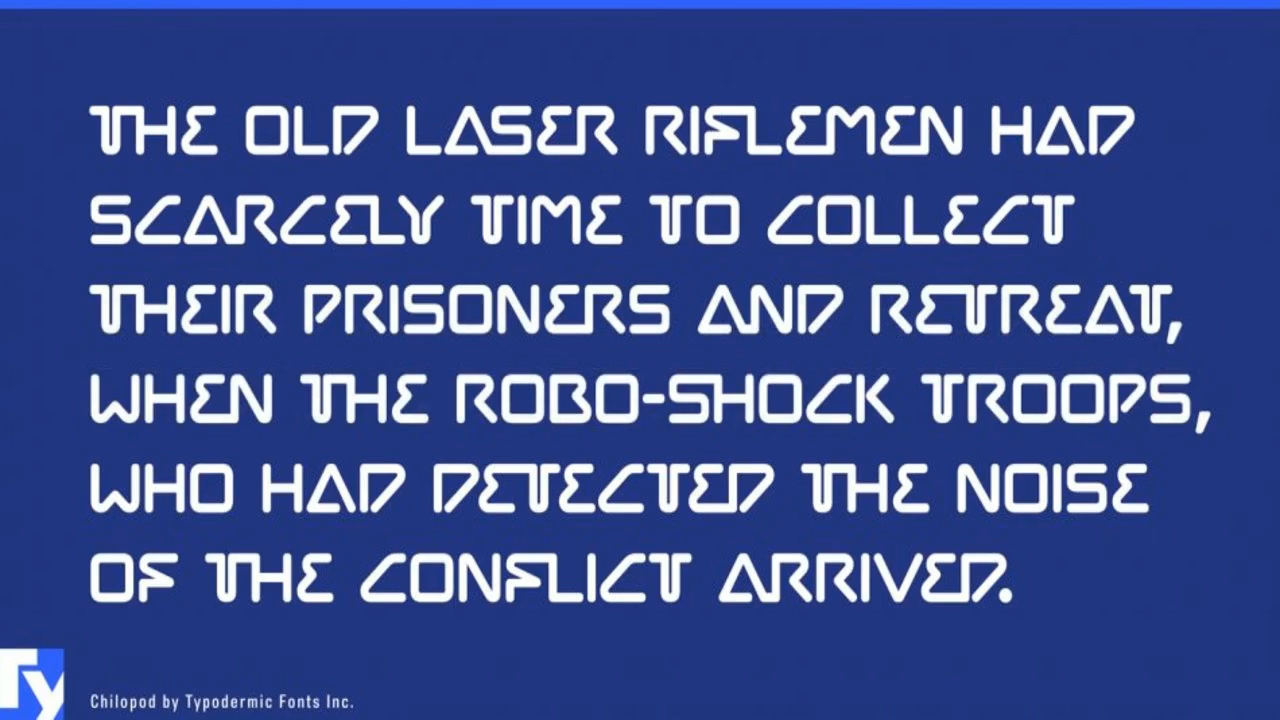 THE OLD LASER RIFLEMEN HAD
SCARCELY TIME TO COLLECT
THEIR PRISONERS AND RETREAT,
WHEN THE ROBO-SHOCK TROOPS,
WHO HAD DETECTED THE NOISE
OF THE CONFLICT ARRIVED.
Ty
Chilopod by Typodermic Fonts Inc.